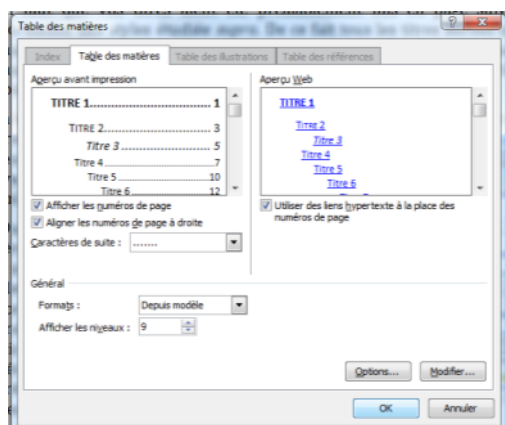 Table des matières
Index
Table des matières
Table des illustrations
Table des références
Aperçu avant impression
TITRE 1.......................................... 1
TITRE 2.................................... 3
Titre 3 ................................. 5
Titre 4 .................................... 7
Titre 5 ............................... 10
Titre 6 ........................... 12
Aperçu Web
TITRE 1
TITRE 2
Titre 3
Titre 4
Titre 5
Titre 6
Afficher les numéros de page
Aligner les numéros de page à droite
Caractères de suite : .......
Utiliser des liens hypertexte à la place des
numéros de page
Général
Formats : Depuis modèle
Afficher les niveaux : 9
Options...
Modifier...
OK
Annuler